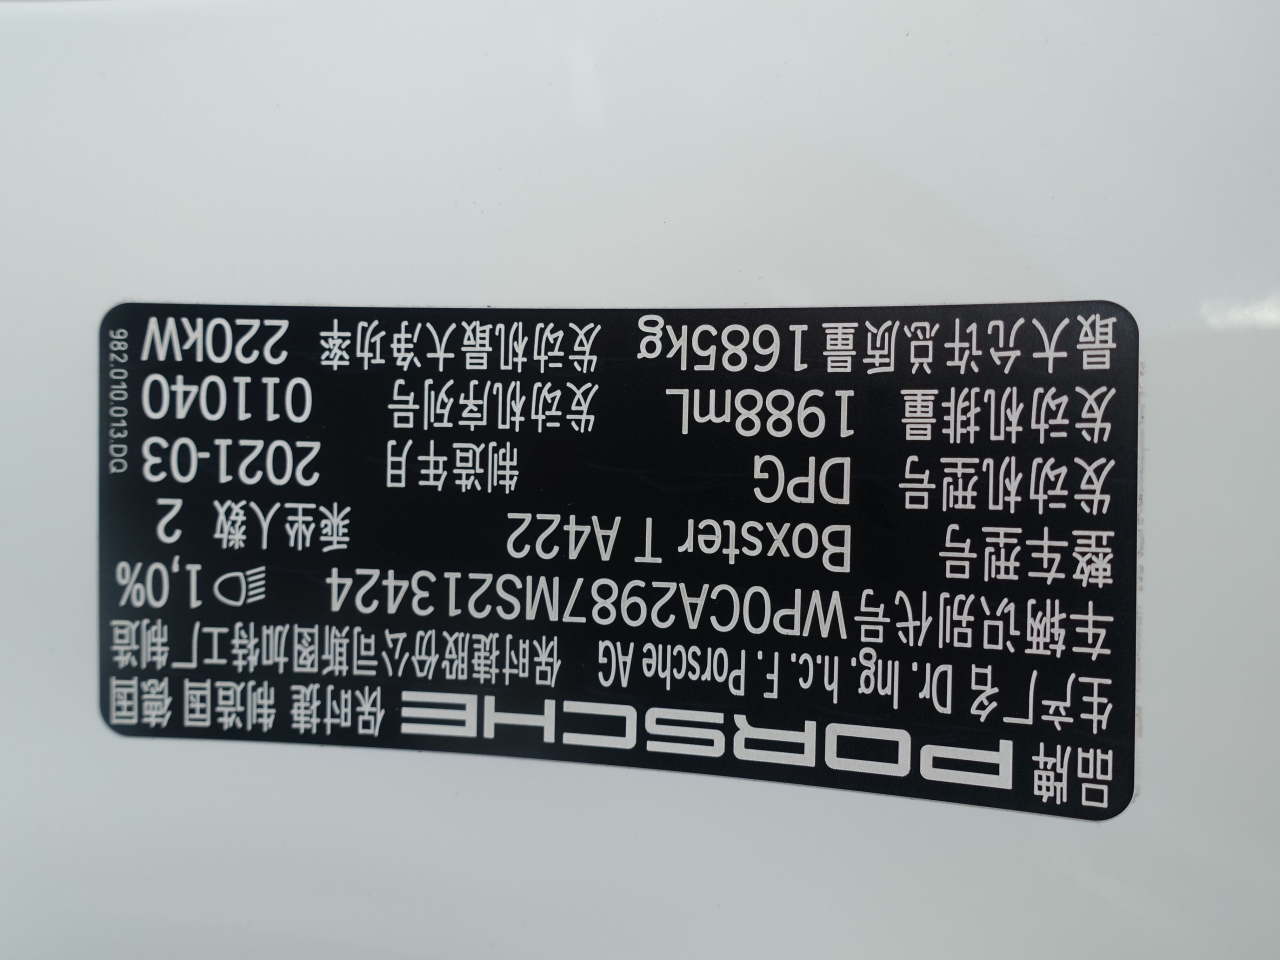 品牌 PORSCHE 保时捷 制造国 德国
生产厂名 Dr. Ing. h.c. F. Porsche AG 保时捷股份公司斯图加特工厂制造
车辆识别代号 WP0CA2987MS213424 1,0%
整车型号 Boxster T A422 乘坐人数 2
发动机型号 DPG 制造年月 2021-03
发动机排量 1988mL 发动机序列号 011040
最大允许总质量 1685kg 发动机最大净功率 220kW
982.010.013.DQ